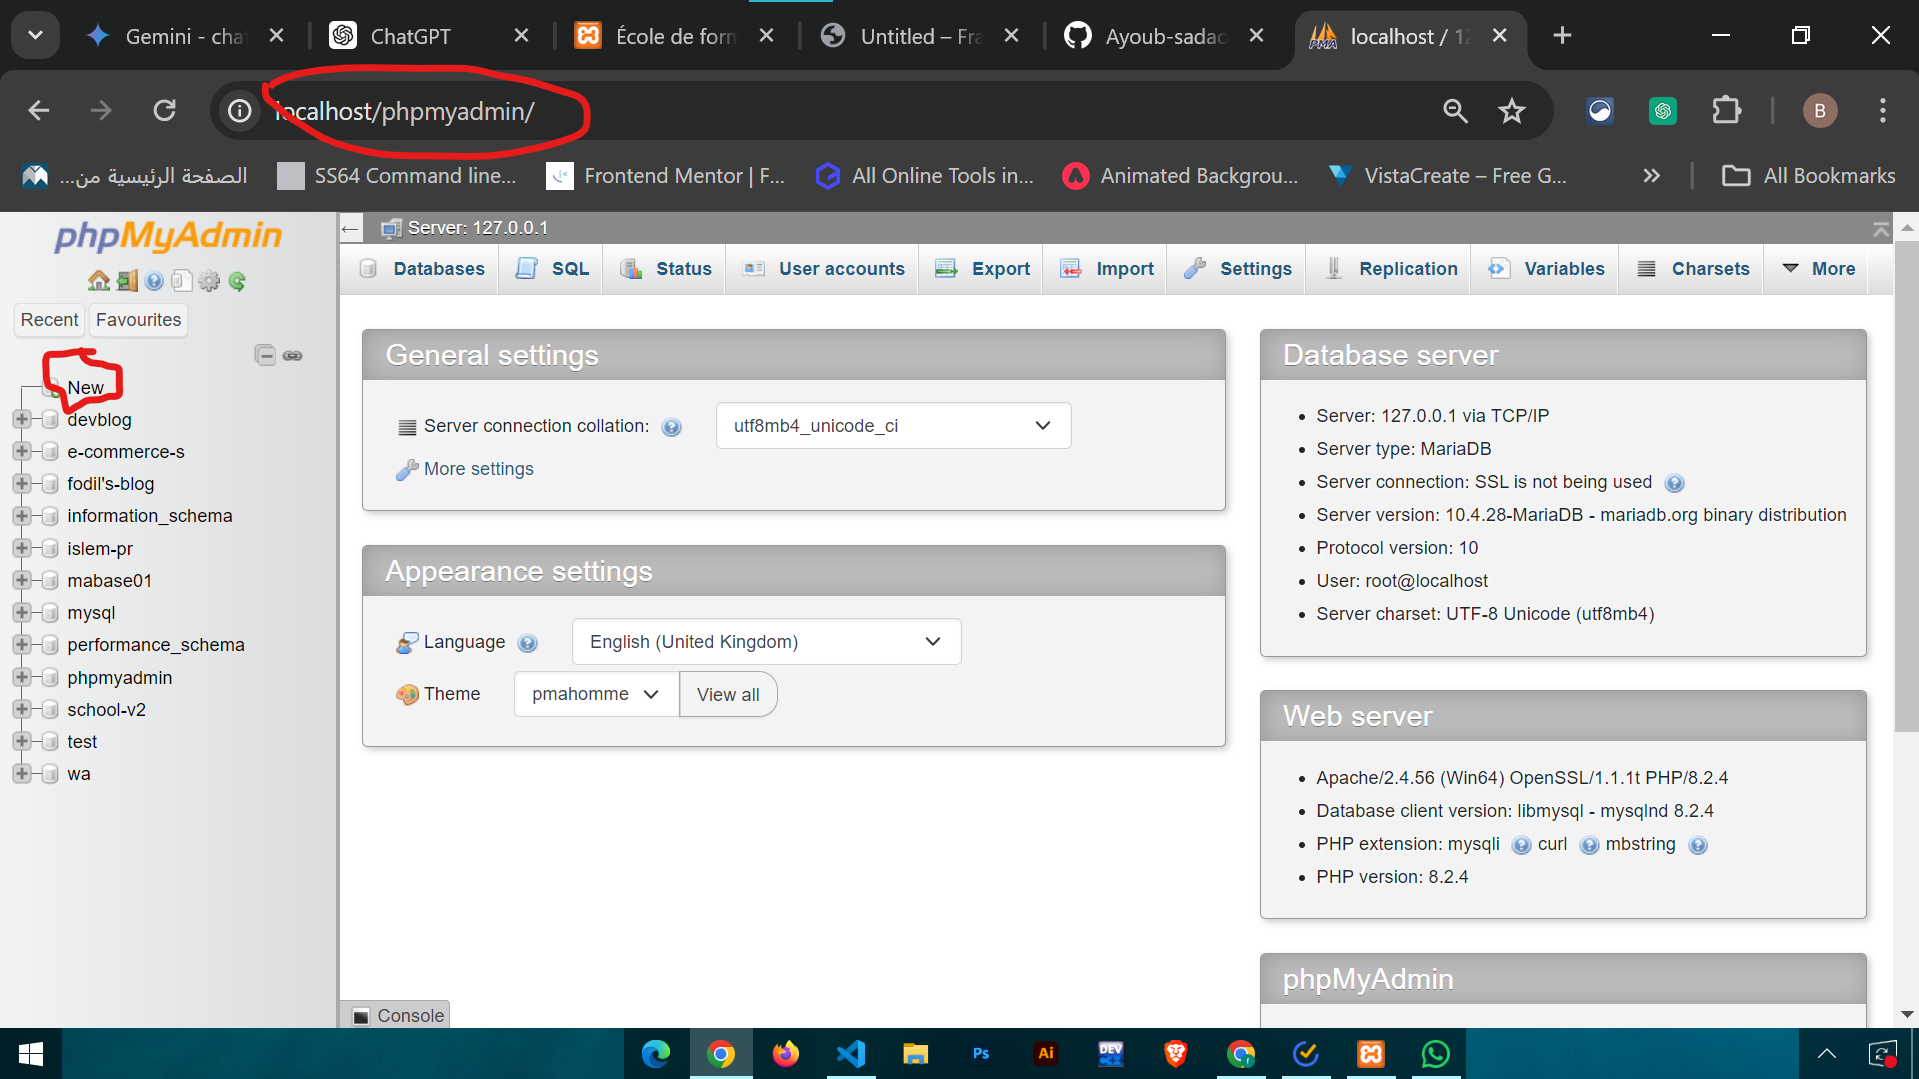 Gemini - cha
ChatGPT
École de form
Untitled – Fra
Ayoub-sadao
localhost / 12
localhost/phpmyadmin/
B
الصفحة الرئيسية من...
SS64 Command line...
Frontend Mentor | F...
All Online Tools in...
Animated Backgrou...
VistaCreate – Free G...
All Bookmarks
phpMyAdmin
Recent
Favourites
New
devblog
e-commerce-s
fodil's-blog
information_schema
islem-pr
mabase01
mysql
performance_schema
phpmyadmin
school-v2
test
wa
Server: 127.0.0.1
Databases
SQL
Status
User accounts
Export
Import
Settings
Replication
Variables
Charsets
More
General settings
Server connection collation:
utf8mb4_unicode_ci
More settings
Appearance settings
Language
English (United Kingdom)
Theme
pmahomme
View all
Database server
Server: 127.0.0.1 via TCP/IP
Server type: MariaDB
Server connection: SSL is not being used
Server version: 10.4.28-MariaDB - mariadb.org binary distribution
Protocol version: 10
User: root@localhost
Server charset: UTF-8 Unicode (utf8mb4)
Web server
Apache/2.4.56 (Win64) OpenSSL/1.1.1t PHP/8.2.4
Database client version: libmysql - mysqlnd 8.2.4
PHP extension: mysqli curl mbstring
PHP version: 8.2.4
phpMyAdmin
Console
Ps
Ai
DEV